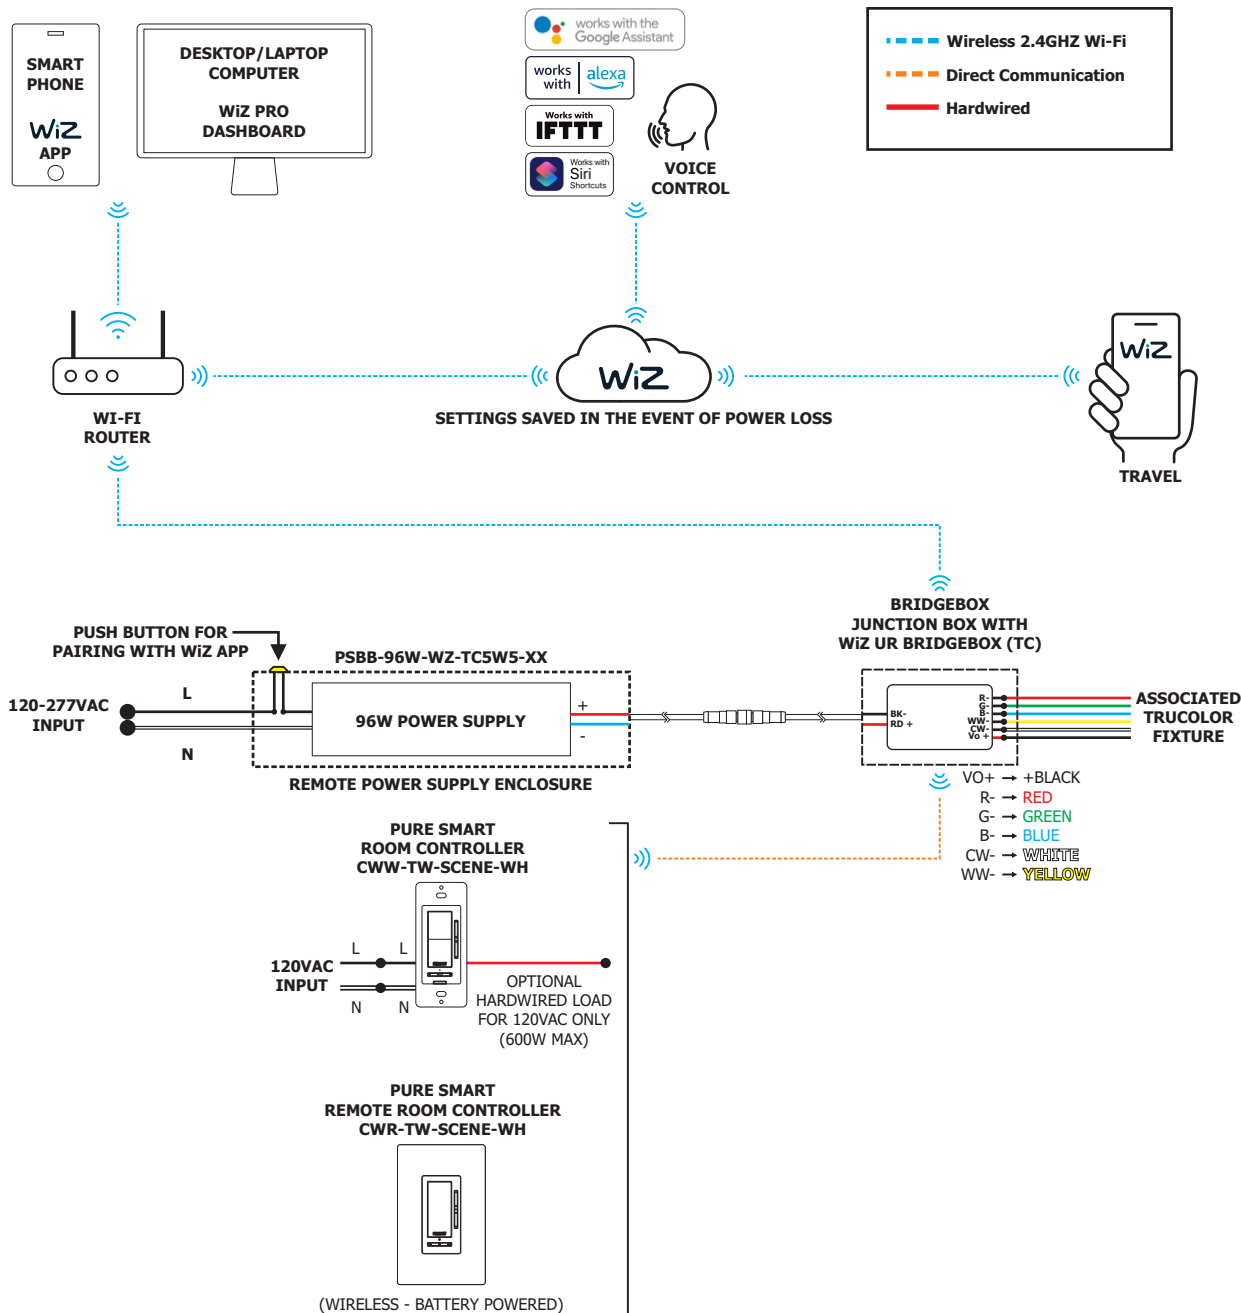 SMART
PHONE
WiZ
APP
DESKTOP/LAPTOP
COMPUTER
WiZ PRO
DASHBOARD
works with the
Google Assistant
works
with
alexa
Works with
IFTTT
Works with
Siri
Shortcuts
VOICE
CONTROL
Wireless 2.4GHZ Wi-Fi
Direct Communication
Hardwired
WI-FI
ROUTER
WiZ
SETTINGS SAVED IN THE EVENT OF POWER LOSS
WiZ
TRAVEL
PUSH BUTTON FOR
PAIRING WITH WiZ APP
PSBB-96W-WZ-TC5W5-XX
120-277VAC
INPUT
L
N
96W POWER SUPPLY
+
-
REMOTE POWER SUPPLY ENCLOSURE
BRIDGEBOX
JUNCTION BOX WITH
WiZ UR BRIDGEBOX (TC)
BK-
RD +
R-
G-
B-
WW-
CW-
Vo +
ASSOCIATED
TRUCOLOR
FIXTURE
VO+ → +BLACK
R- → RED
G- → GREEN
B- → BLUE
CW- → WHITE
WW- → YELLOW
PURE SMART
ROOM CONTROLLER
CWW-TW-SCENE-WH
120VAC
INPUT
L L
N N
OPTIONAL
HARDWIRED LOAD
FOR 120VAC ONLY
(600W MAX)
PURE SMART
REMOTE ROOM CONTROLLER
CWR-TW-SCENE-WH
(WIRELESS - BATTERY POWERED)